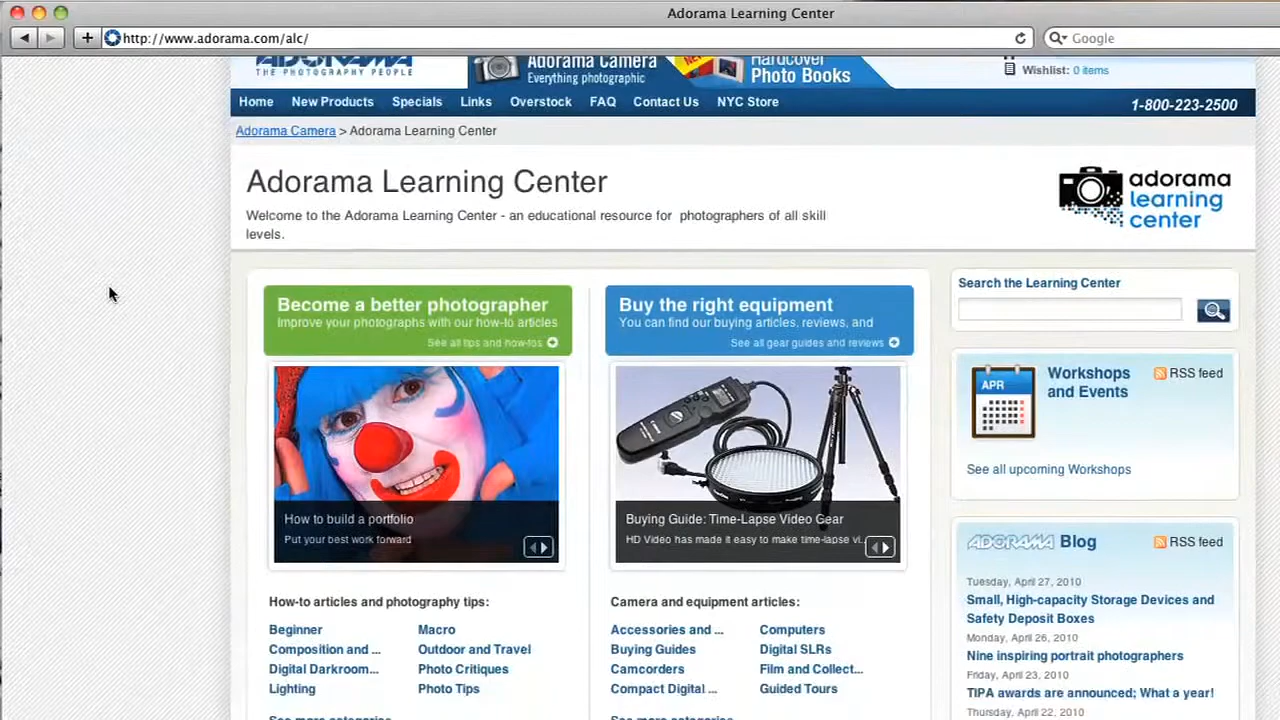 Adorama Learning Center
http://www.adorama.com/alc/
Google
ADORAMA
THE PHOTOGRAPHY PEOPLE
Adorama Camera
Everything photographic
NEW
Hardcover
Photo Books
Wishlist: 0 items
Home New Products Specials Links Overstock FAQ Contact Us NYC Store
1-800-223-2500
Adorama Camera > Adorama Learning Center
Adorama Learning Center
Welcome to the Adorama Learning Center - an educational resource for photographers of all skill
levels.
adorama
learning
center
Become a better photographer
Improve your photographs with our how-to articles
See all tips and how-tos
How to build a portfolio
Put your best work forward
How-to articles and photography tips:
Beginner Macro
Composition and ... Outdoor and Travel
Digital Darkroom... Photo Critiques
Lighting Photo Tips
Buy the right equipment
You can find our buying articles, reviews, and
See all gear guides and reviews
Buying Guide: Time-Lapse Video Gear
HD Video has made it easy to make time-lapse vi...
Camera and equipment articles:
Accessories and ... Computers
Buying Guides Digital SLRs
Camcorders Film and Collect...
Compact Digital ... Guided Tours
Search the Learning Center
APR
Workshops
and Events
RSS feed
See all upcoming Workshops
ADORAMA Blog
RSS feed
Tuesday, April 27, 2010
Small, High-capacity Storage Devices and
Safety Deposit Boxes
Monday, April 26, 2010
Nine inspiring portrait photographers
Friday, April 23, 2010
TIPA awards are announced; What a year!
Thursday, April 22, 2010